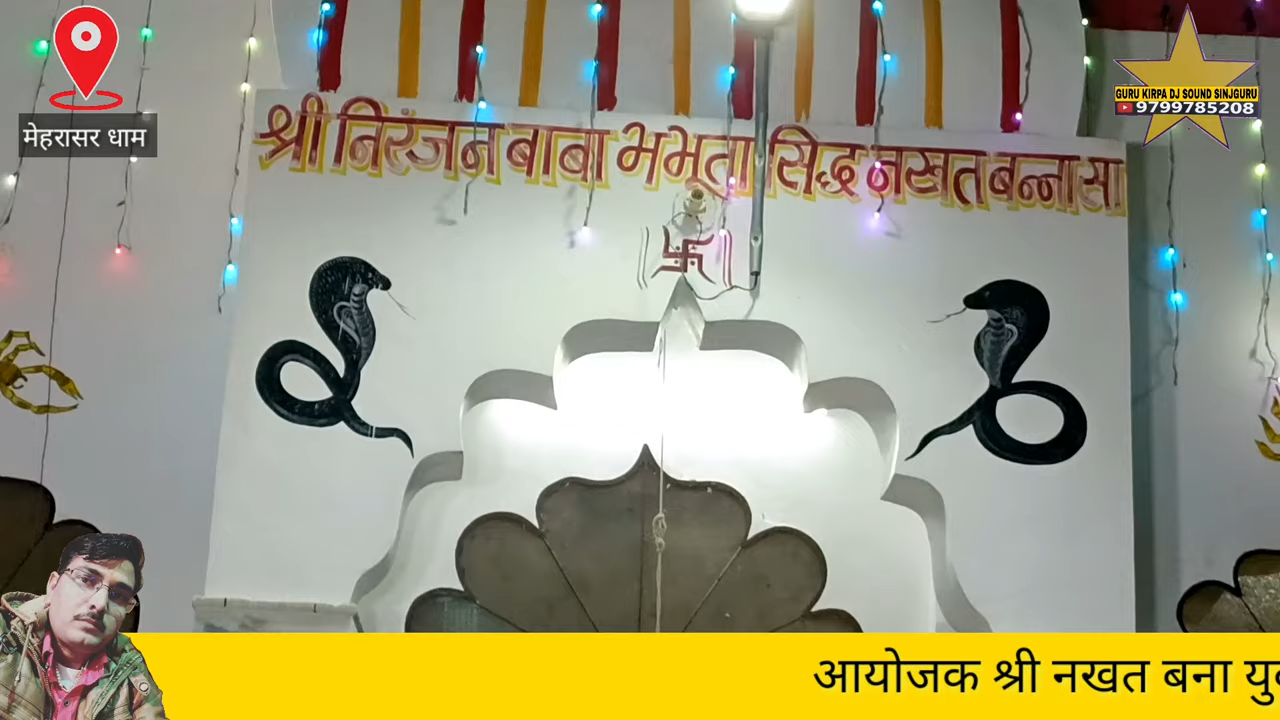 मेहरासर धाम
GURU KIRPA DJ SOUND SINJGURU
9799785208
श्री निरंजन बाबा भभूता सिद्ध नखत बन्ना सा
आयोजक श्री नखत बना